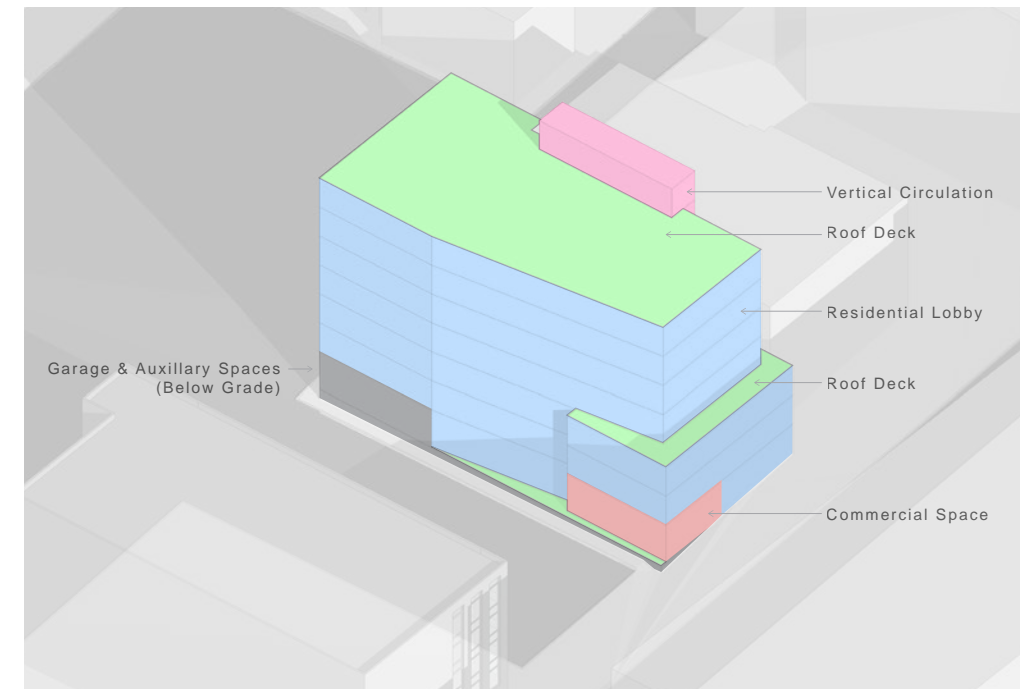 Vertical Circulation
Roof Deck
Residential Lobby
Garage & Auxillary Spaces
(Below Grade)
Roof Deck
Commercial Space